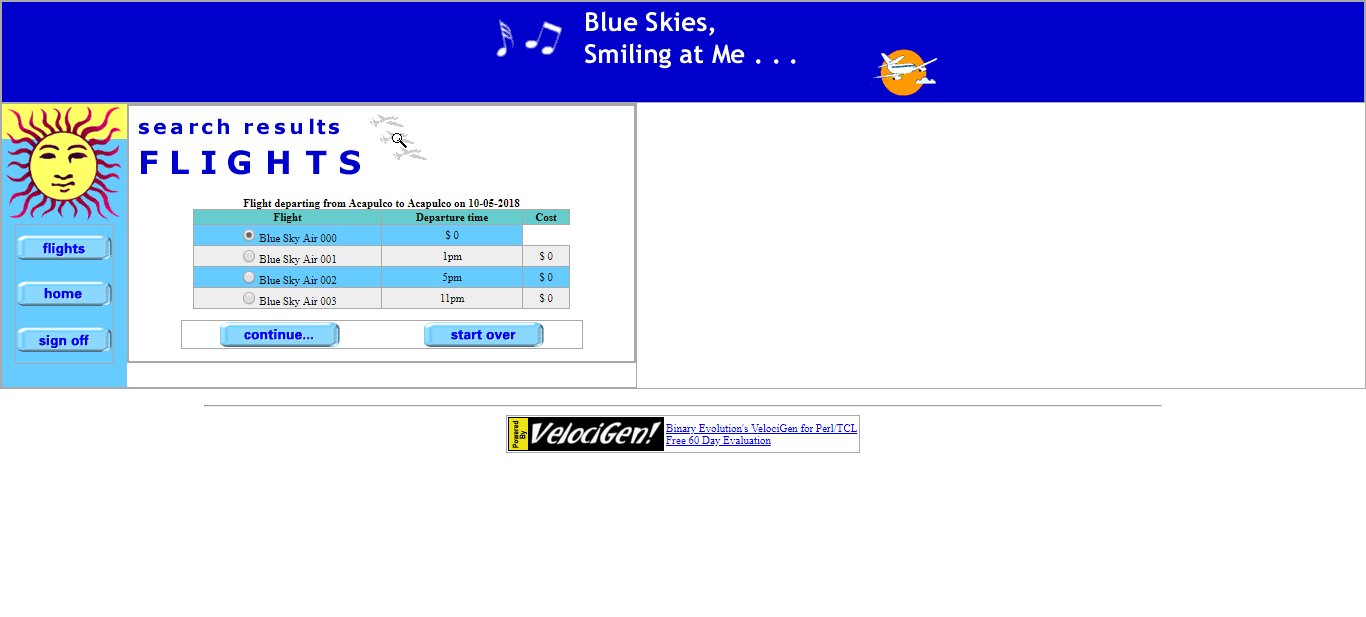 Blue Skies,
Smiling at Me . . .
search results
FLIGHTS
flights
home
sign off
Flight departing from Acapulco to Acapulco on 10-05-2018
Flight Departure time Cost
Blue Sky Air 000 $ 0
Blue Sky Air 001 1pm $ 0
Blue Sky Air 002 5pm $ 0
Blue Sky Air 003 11pm $ 0
continue... start over
Powered By VelociGen!
Binary Evolution's VelociGen for Perl/TCL
Free 60 Day Evaluation